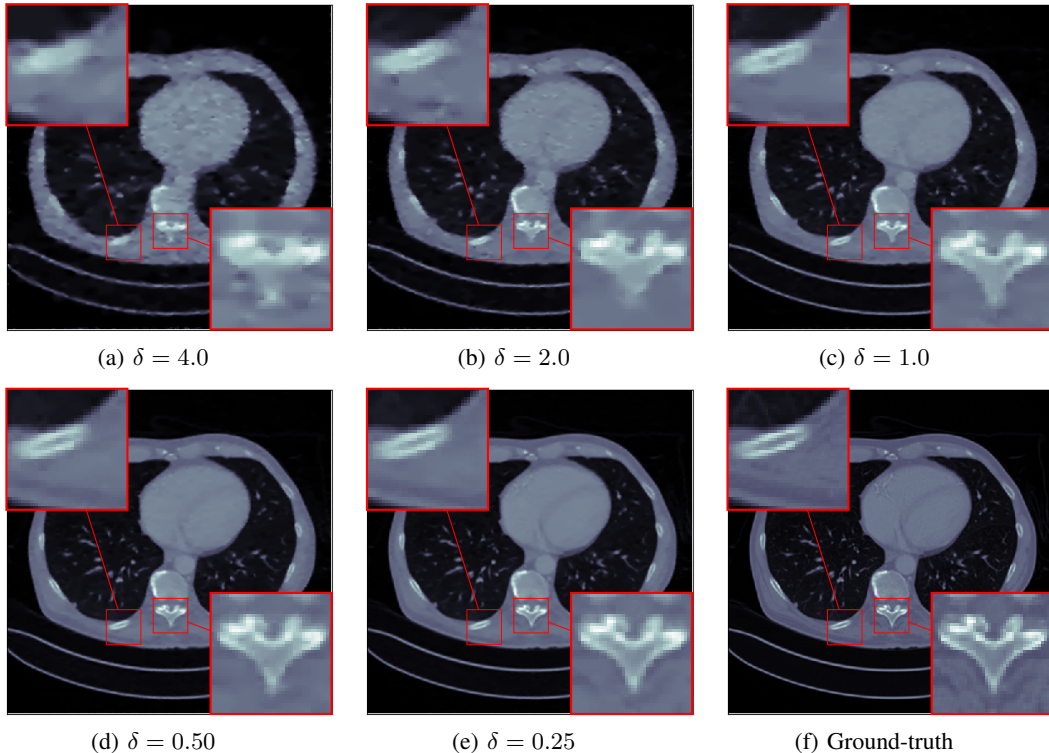 (a) δ = 4.0
(b) δ = 2.0
(c) δ = 1.0
(d) δ = 0.50
(e) δ = 0.25
(f) Ground-truth